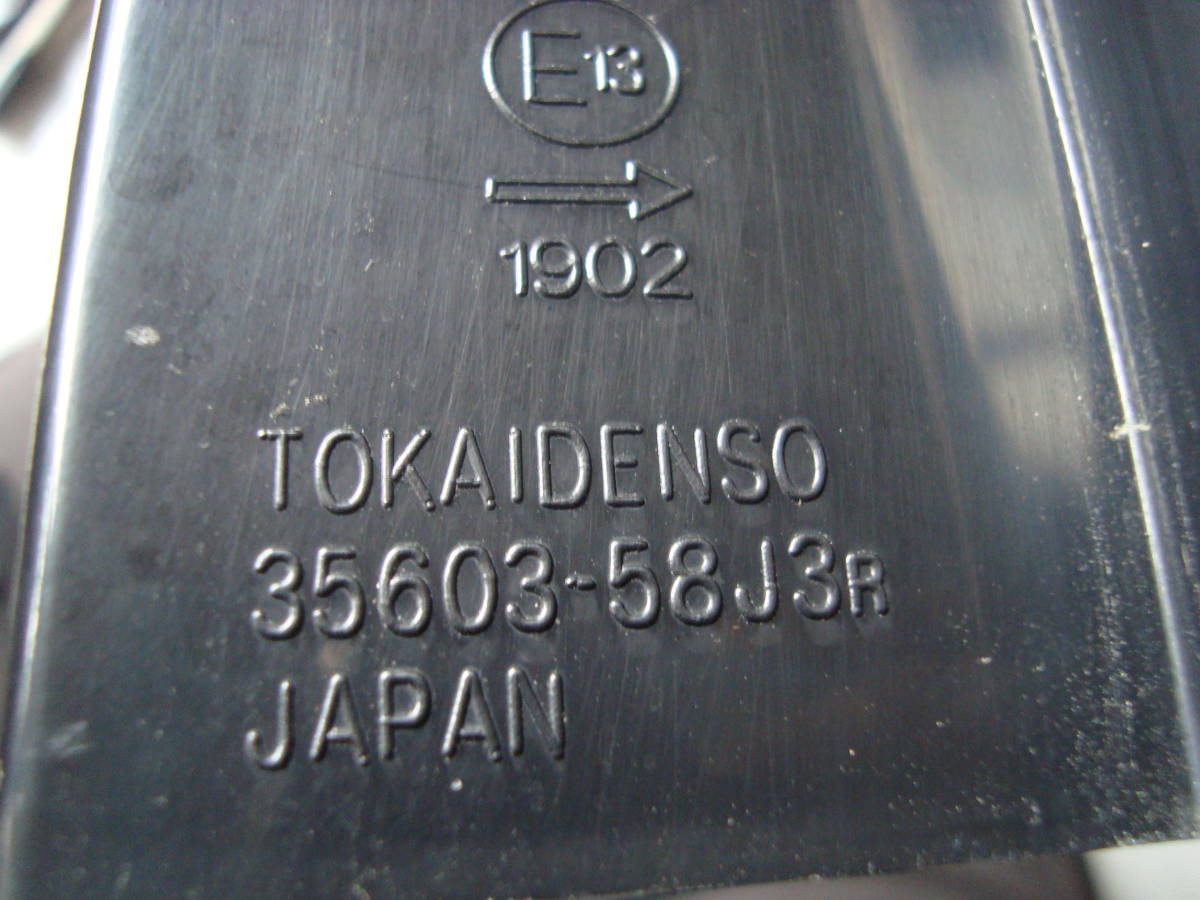 E13
1902
TOKAIDENSO
35603-58J3R
JAPAN